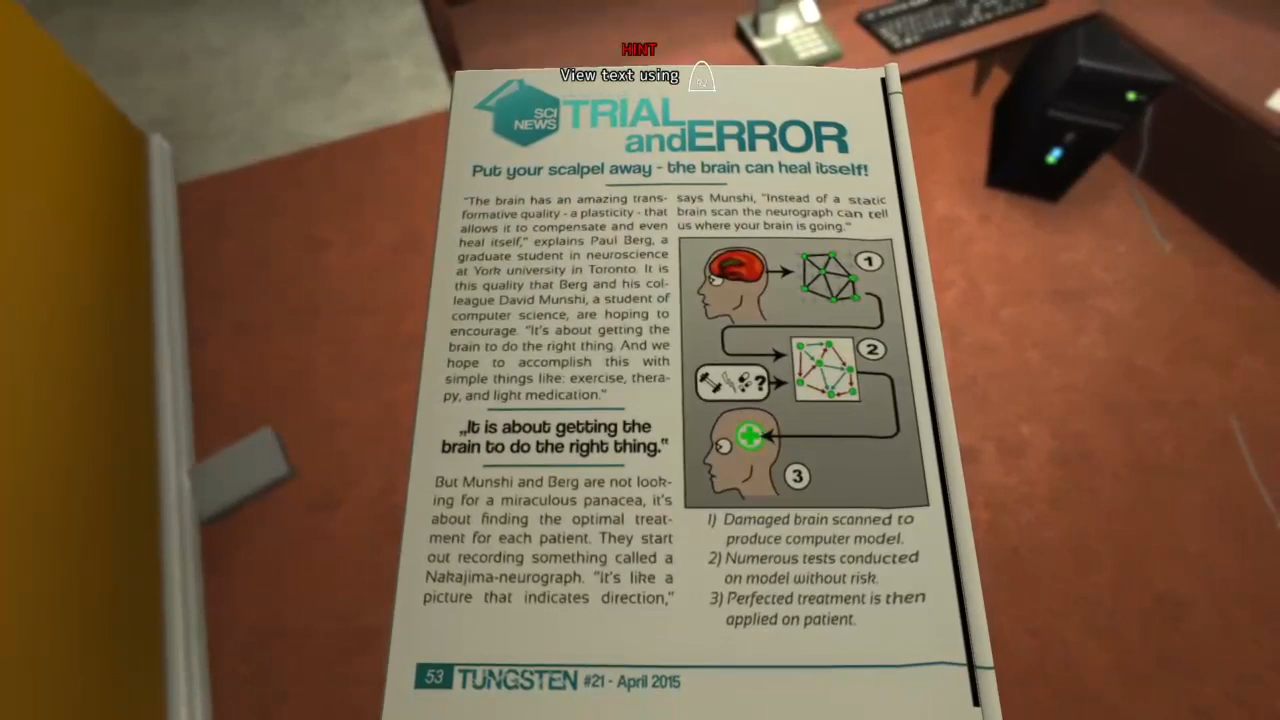 HINT
View text using
SCI
NEWS
TRIAL
and ERROR
Put your scalpel away - the brain can heal itself!
"The brain has an amazing trans-
formative quality - a plasticity - that
allows it to compensate and even
heal itself," explains Paul Berg, a
graduate student in neuroscience
at York university in Toronto. It is
this quality that Berg and his col-
league David Munshi, a student of
computer science, are hoping to
encourage. "It's about getting the
brain to do the right thing. And we
hope to accomplish this with
simple things like: exercise, thera-
py, and light medication."
„It is about getting the
brain to do the right thing."
But Munshi and Berg are not look-
ing for a miraculous panacea, it's
about finding the optimal treat-
ment for each patient. They start
out recording something called a
Nakajima-neurograph. "It's like a
picture that indicates direction,"
says Munshi, "Instead of a static
brain scan the neurograph can tell
us where your brain is going."
1
2
?
3
1) Damaged brain scanned to
produce computer model.
2) Numerous tests conducted
on model without risk.
3) Perfected treatment is then
applied on patient.
53 TUNGSTEN #21 - April 2015